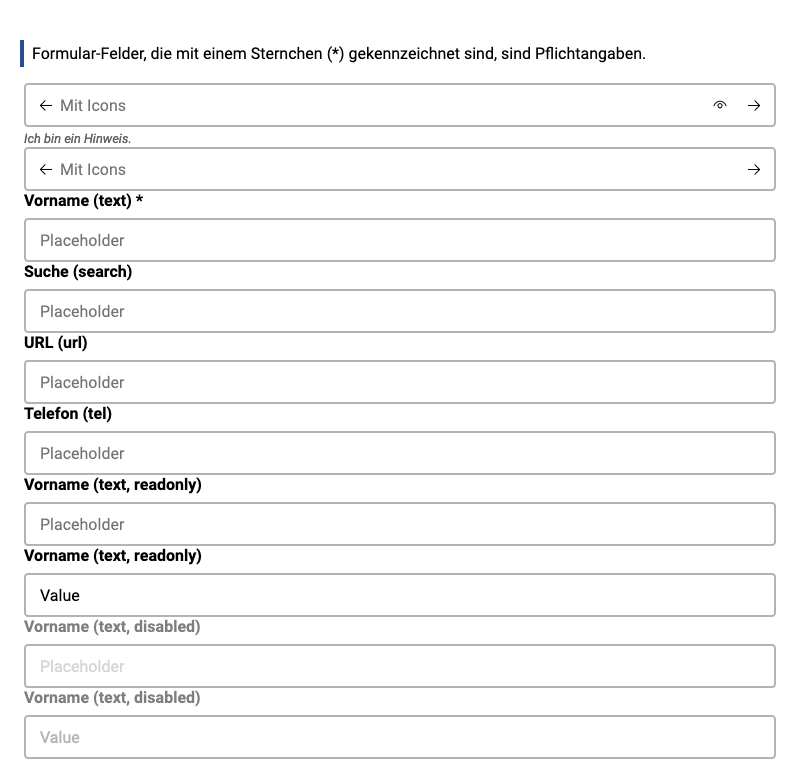 Formular-Felder, die mit einem Sternchen (*) gekennzeichnet sind, sind Pflichtangaben.
Mit Icons
Ich bin ein Hinweis.
Mit Icons
Vorname (text) *
Placeholder
Suche (search)
Placeholder
URL (url)
Placeholder
Telefon (tel)
Placeholder
Vorname (text, readonly)
Placeholder
Vorname (text, readonly)
Value
Vorname (text, disabled)
Placeholder
Vorname (text, disabled)
Value